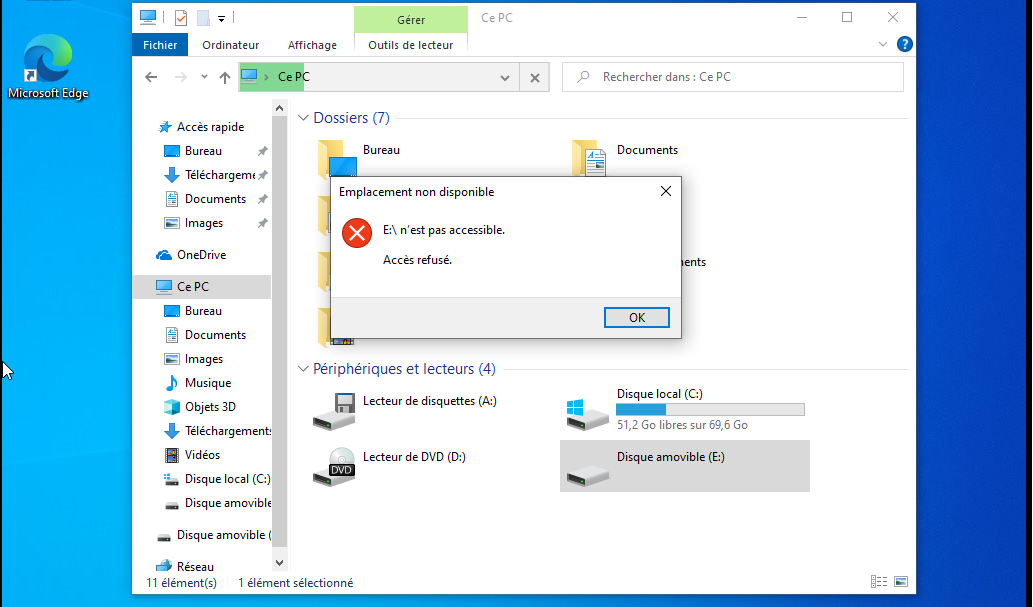 Gérer
Ce PC
Fichier
Ordinateur
Affichage
Outils de lecteur
Ce PC
Rechercher dans : Ce PC
Microsoft Edge
Accès rapide
Bureau
Téléchargeme
Documents
Images
OneDrive
Ce PC
Bureau
Documents
Images
Musique
Objets 3D
Téléchargements
Vidéos
Disque local (C:)
Disque amovible
Disque amovible (
Réseau
Dossiers (7)
Bureau
Documents
Emplacement non disponible
E:\ n'est pas accessible.
Accès refusé.
OK
Périphériques et lecteurs (4)
Lecteur de disquettes (A:)
Disque local (C:)
51,2 Go libres sur 69,6 Go
DVD
Lecteur de DVD (D:)
Disque amovible (E:)
11 élément(s)
1 élément sélectionné